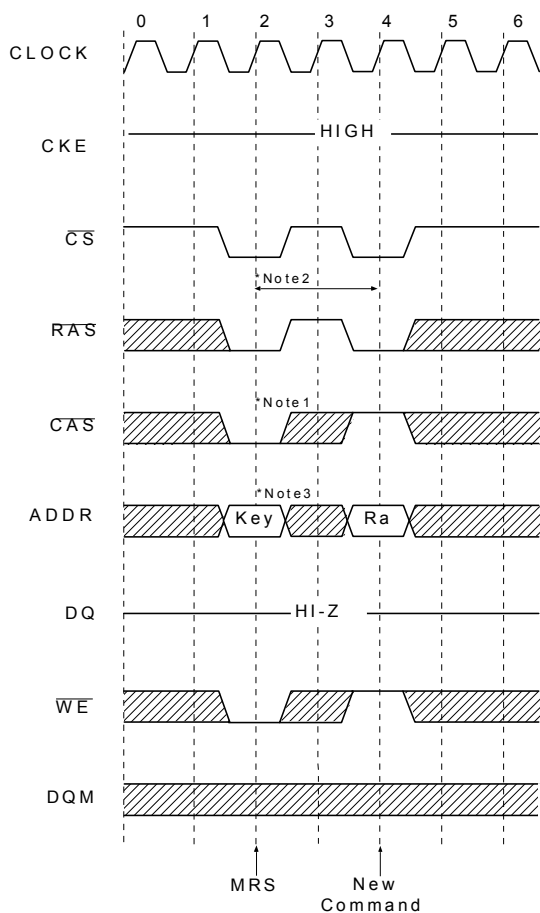 0 1 2 3 4 5 6
CLOCK
CKE
HIGH
CS
*Note2
RAS
*Note1
CAS
*Note3
ADDR
Key
Ra
DQ
HI-Z
WE
DQM
MRS
New
Command